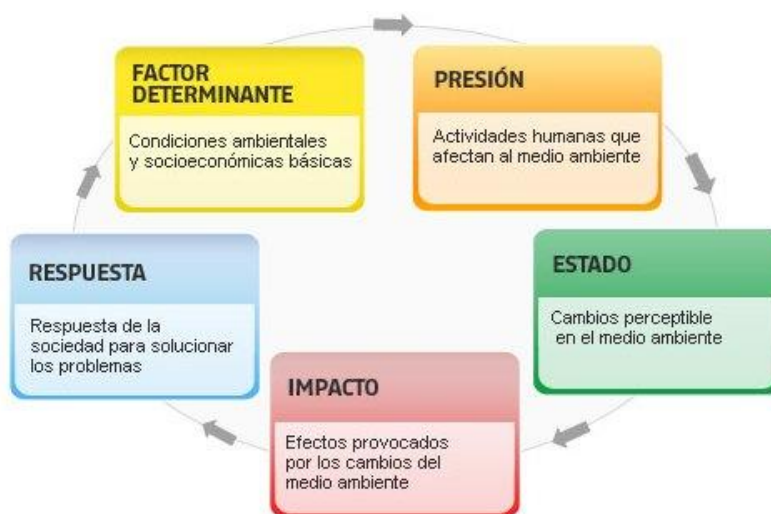 FACTOR
DETERMINANTE
Condiciones ambientales
y socioeconómicas básicas
PRESIÓN
Actividades humanas que
afectan al medio ambiente
ESTADO
Cambios perceptible
en el medio ambiente
IMPACTO
Efectos provocados
por los cambios del
medio ambiente
RESPUESTA
Respuesta de la
sociedad para solucionar
los problemas